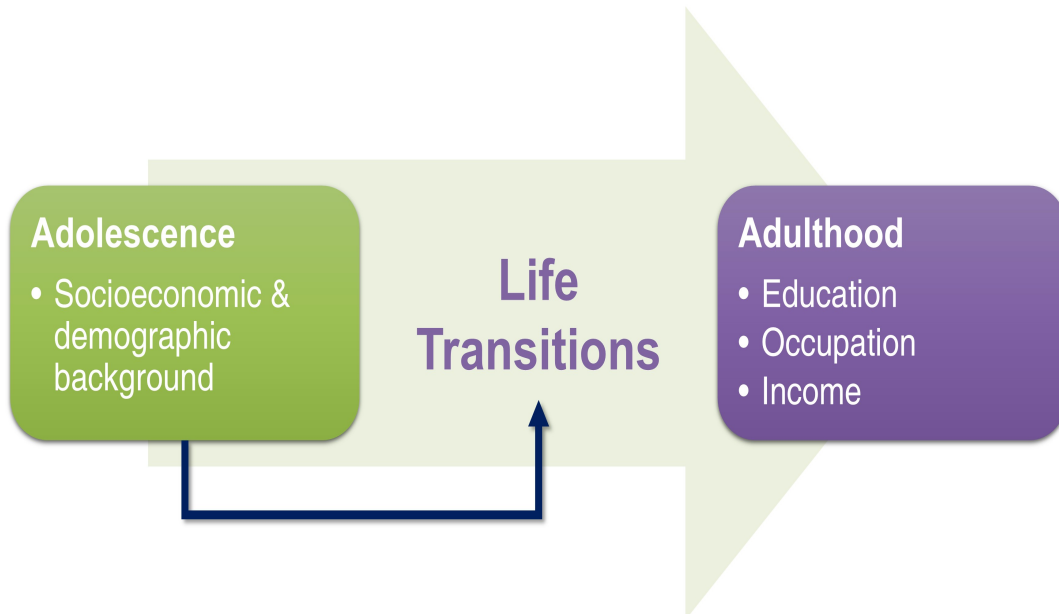 Adolescence
• Socioeconomic &
demographic
background
Life
Transitions
Adulthood
• Education
• Occupation
• Income